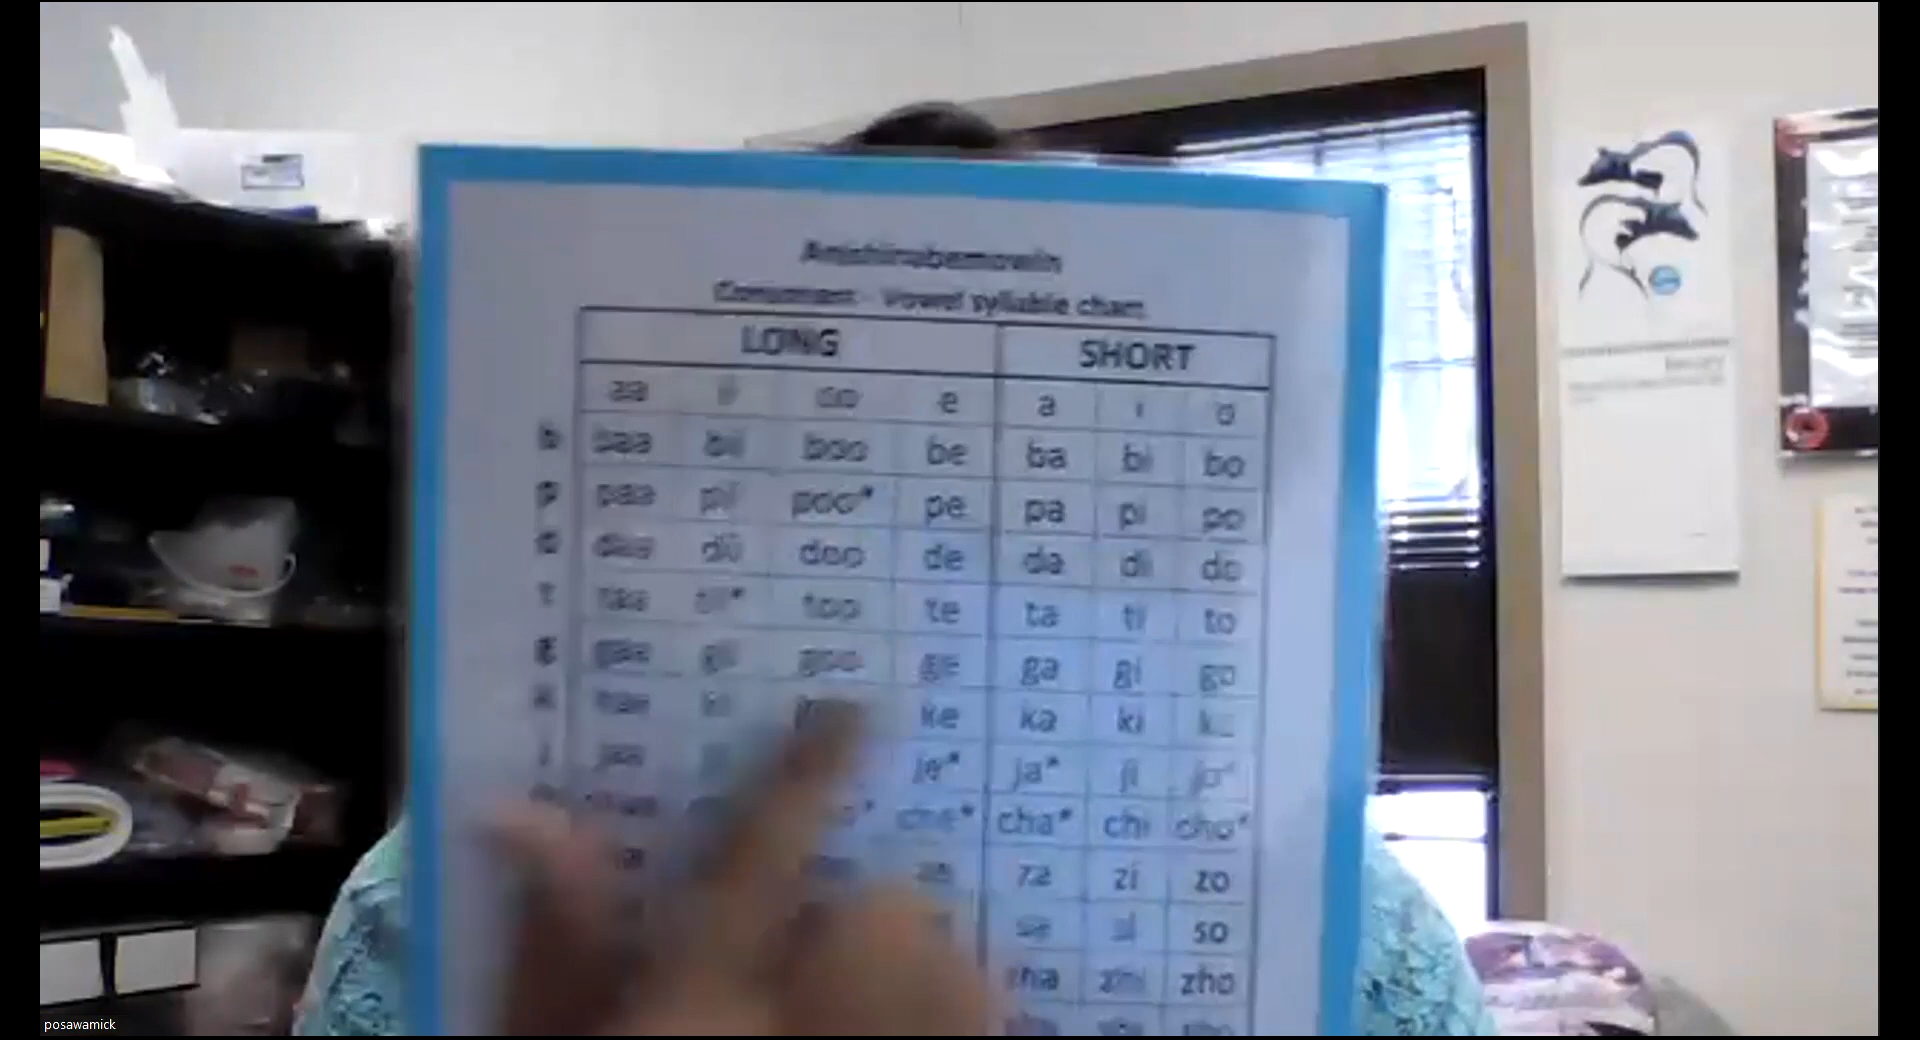 Anishinabemowin
Consonant - Vowel syllable chart
LONG SHORT
aa ii oo e a i o
b baa bii boo be ba bi bo
p paa pii poo* pe pa pi po
d daa dii doo de da di do
t taa tii* too te ta ti to
g gaa gii goo ge ga gi go
k kaa ke ka ki
j jaa je* ja* ji jo*
che* cha* chi cho*
za zi zo
sa si so
zha zhi zho
posawamick